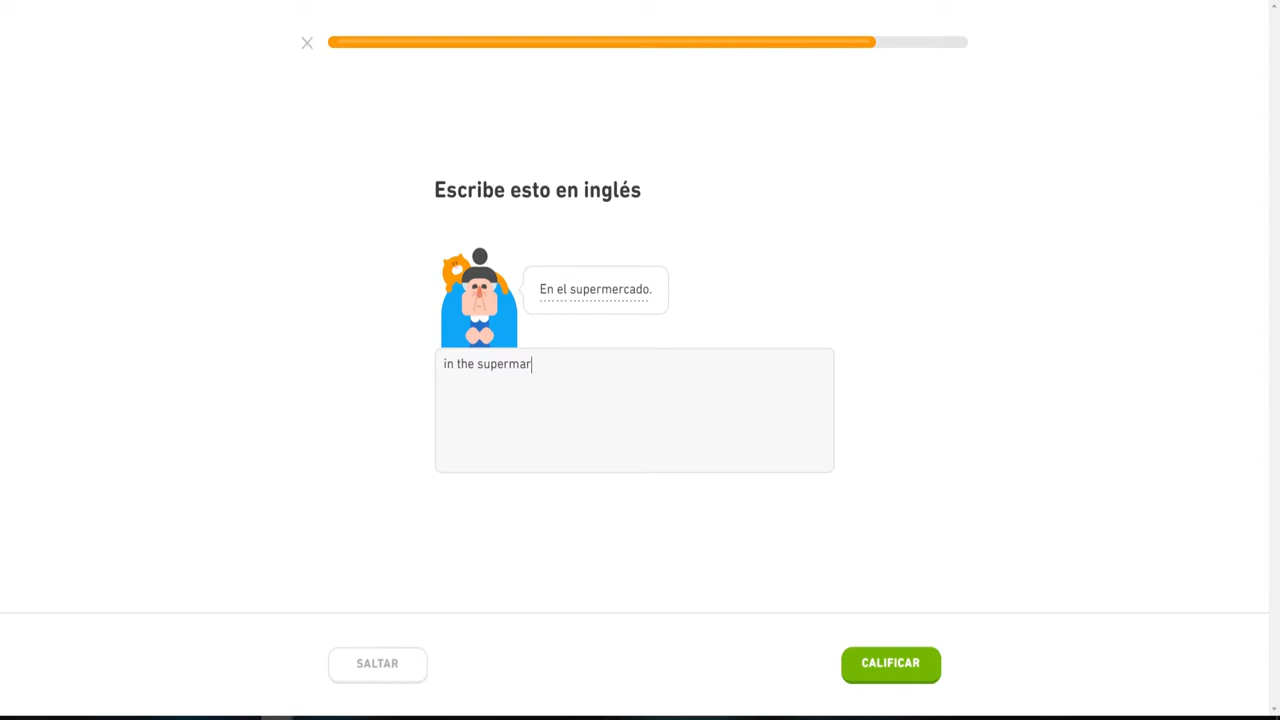 Escribe esto en inglés
En el supermercado.
in the supermar
SALTAR
CALIFICAR